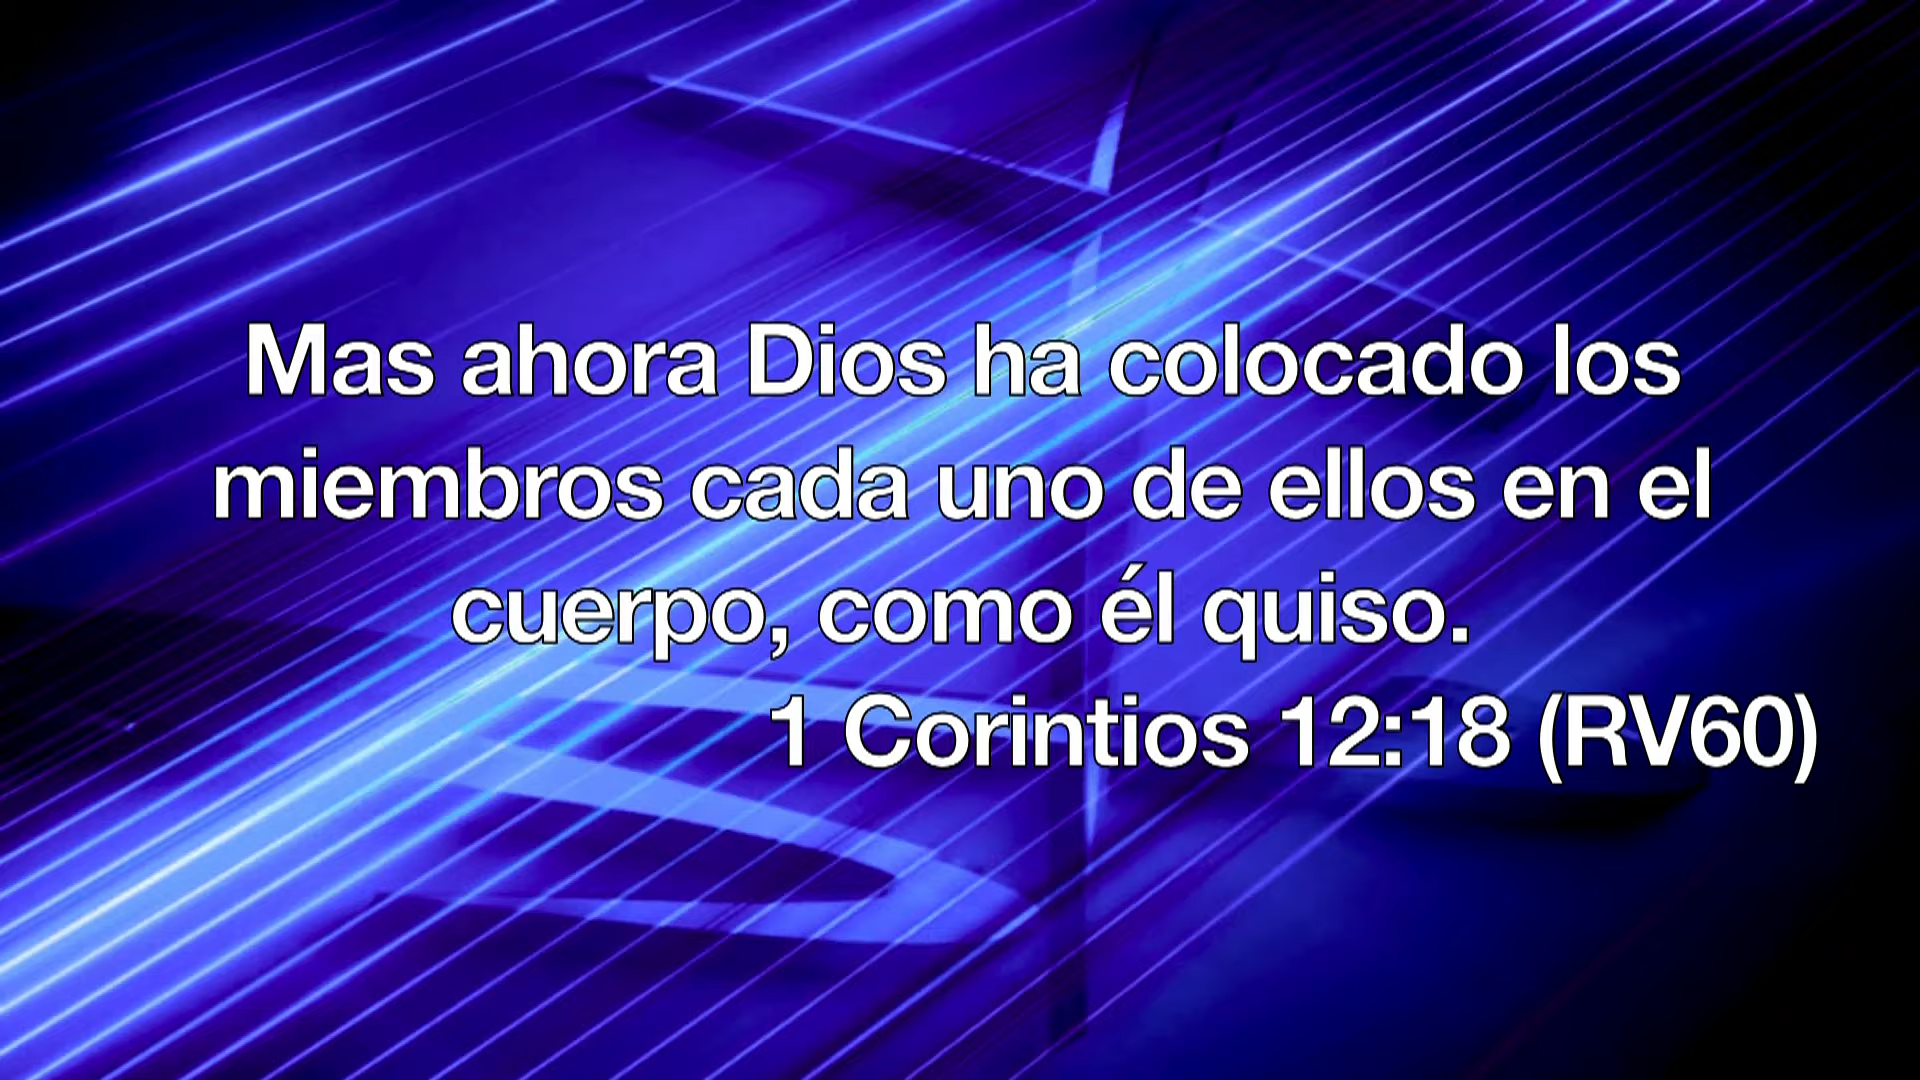 Mas ahora Dios ha colocado los
miembros cada uno de ellos en el
cuerpo, como él quiso.
1 Corintios 12:18 (RV60)